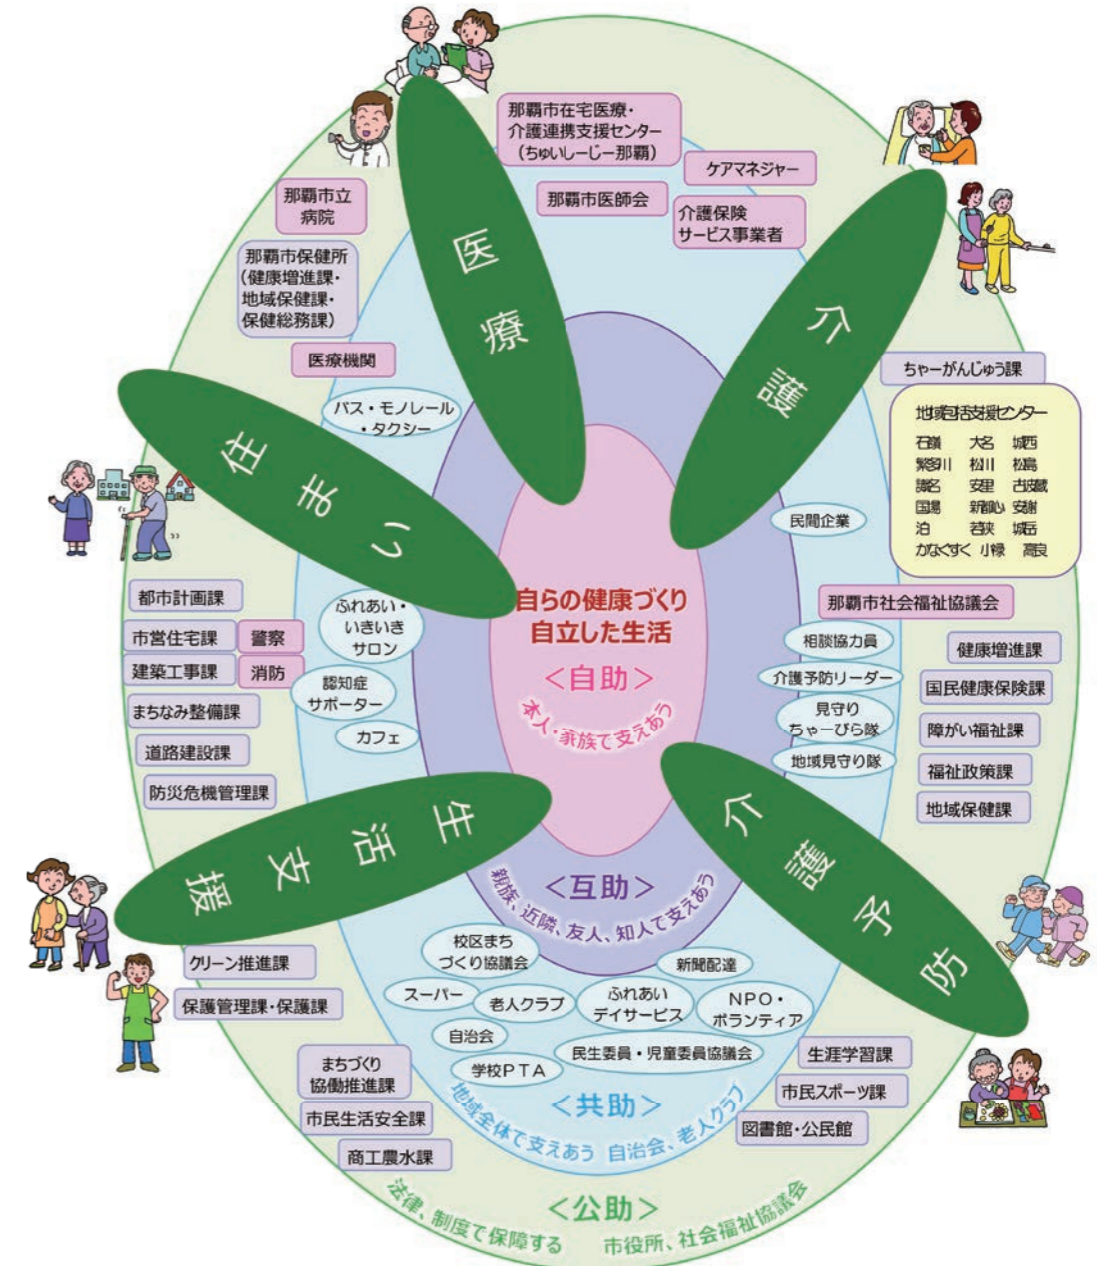 那覇市在宅医療・
介護連携支援センター
（ちゅいしーじー那覇）
ケアマネジャー
那覇市医師会
介護保険
サービス事業者
那覇市立
病院
那覇市保健所
（健康増進課・
地域保健課・
保健総務課）
医療機関
医療
介護
バス・モノレール
・タクシー
住まい
ちゃーがんじゅう課
地域包括支援センター
石嶺 大名 城西
繁多川 松川 松島
識名 安里 古波蔵
国場 新都心 安謝
泊 若狭 城岳
かなぐすく 小禄 高良
民間企業
都市計画課
市営住宅課
警察
建築工事課
消防
まちなみ整備課
道路建設課
防災危機管理課
ふれあい・
いきいき
サロン
認知症
サポーター
カフェ
自らの健康づくり
自立した生活
＜自助＞
本人・家族で支えあう
那覇市社会福祉協議会
相談協力員
介護予防リーダー
見守り
ちゃーびら隊
地域見守り隊
健康増進課
国民健康保険課
障がい福祉課
福祉政策課
地域保健課
生活支援
介護予防
＜互助＞
親族、近隣、友人、知人で支えあう
クリーン推進課
保護管理課・保護課
校区まち
づくり協議会
新聞配達
スーパー
老人クラブ
ふれあい
デイサービス
ＮＰＯ・
ボランティア
自治会
民生委員・児童委員協議会
学校ＰＴＡ
まちづくり
協働推進課
市民生活安全課
商工農水課
生涯学習課
市民スポーツ課
図書館・公民館
＜共助＞
地域全体で支えあう 自治会、老人クラブ
＜公助＞
法律、制度で保障する 市役所、社会福祉協議会